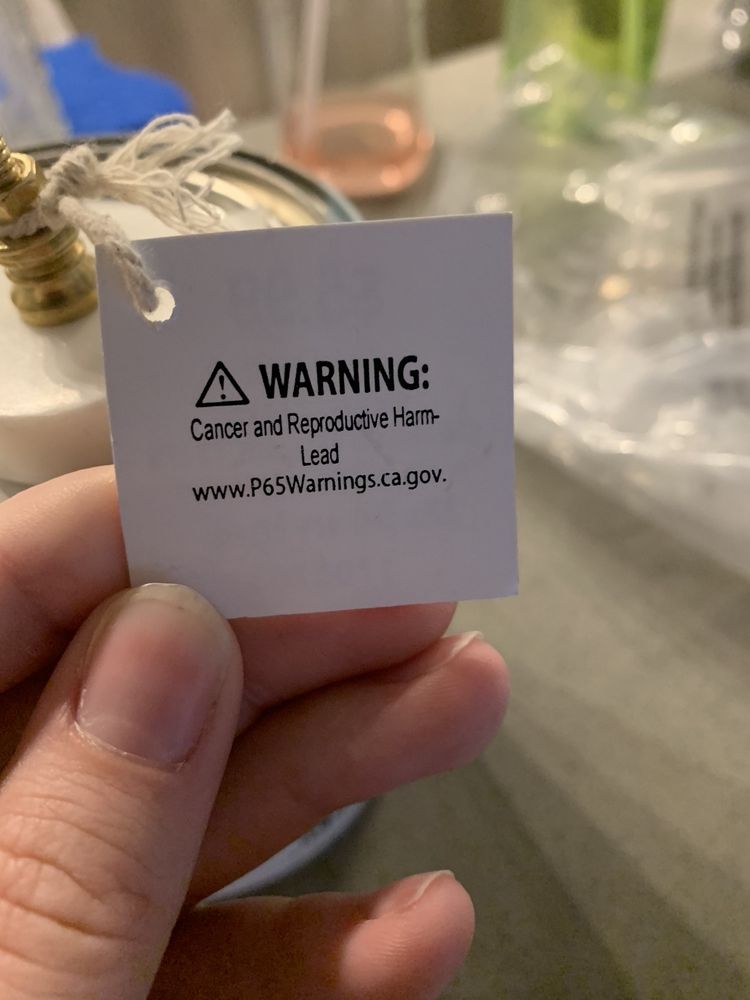 WARNING:
Cancer and Reproductive Harm-
Lead
www.P65Warnings.ca.gov.